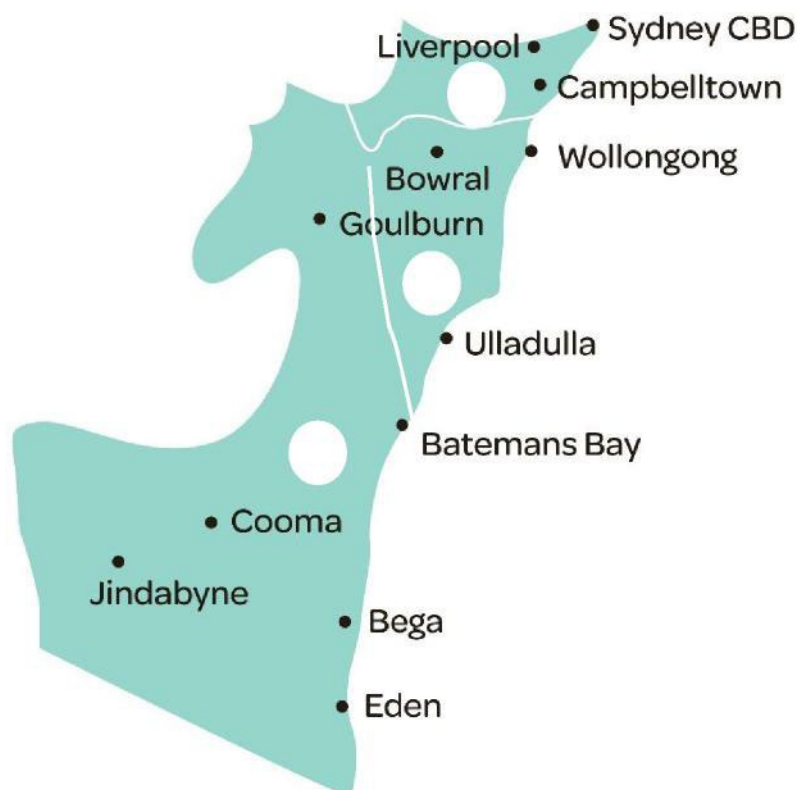 Sydney CBD
Liverpool
Campbelltown
Wollongong
Bowral
Goulburn
Ulladulla
Batemans Bay
Cooma
Jindabyne
Bega
Eden